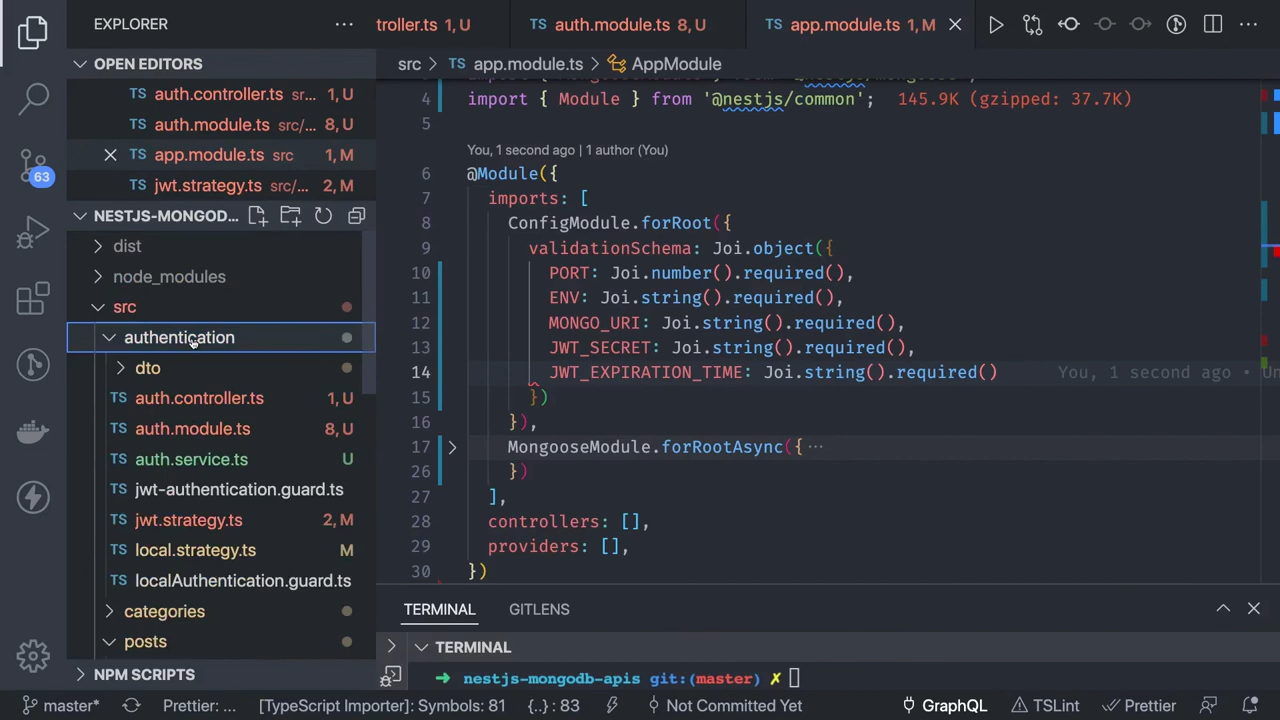 EXPLORER
···
troller.ts 1, U
TS auth.module.ts 8, U
TS app.module.ts 1, M
OPEN EDITORS
TS auth.controller.ts sr... 1, U
TS auth.module.ts src/... 8, U
TS app.module.ts src 1, M
TS jwt.strategy.ts src/... 2, M
NESTJS-MONGOD...
dist
node_modules
src
authentication
dto
TS auth.controller.ts 1, U
TS auth.module.ts 8, U
TS auth.service.ts U
TS jwt-authentication.guard.ts
TS jwt.strategy.ts 2, M
TS local.strategy.ts M
TS localAuthentication.guard.ts
categories
posts
NPM SCRIPTS
63
src > TS app.module.ts > AppModule
4 import { Module } from '@nestjs/common'; 145.9K (gzipped: 37.7K)
5
You, 1 second ago | 1 author (You)
6 @Module({
7 imports: [
8 ConfigModule.forRoot({
9 validationSchema: Joi.object({
10 PORT: Joi.number().required(),
11 ENV: Joi.string().required(),
12 MONGO_URI: Joi.string().required(),
13 JWT_SECRET: Joi.string().required(),
14 JWT_EXPIRATION_TIME: Joi.string().required() You, 1 second ago • Un
15 })
16 }),
17 MongooseModule.forRootAsync({ ···
26 })
27 ],
28 controllers: [],
29 providers: [],
30 })
TERMINAL GITLENS
TERMINAL
➜ nestjs-mongodb-apis git:(master) ✗
master* Prettier: ... [TypeScript Importer]: Symbols: 81 {..} : 83 Not Committed Yet GraphQL TSLint Prettier